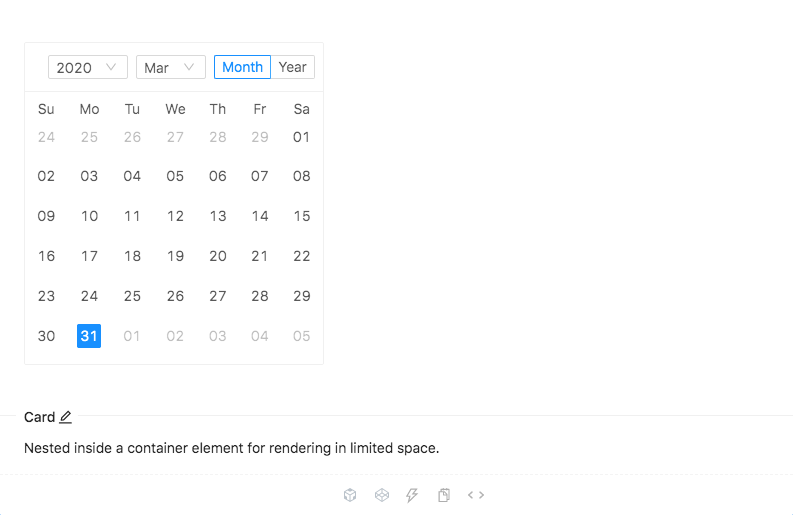 2020 Mar Month Year
Su Mo Tu We Th Fr Sa
24 25 26 27 28 29 01
02 03 04 05 06 07 08
09 10 11 12 13 14 15
16 17 18 19 20 21 22
23 24 25 26 27 28 29
30 31 01 02 03 04 05
Card
Nested inside a container element for rendering in limited space.